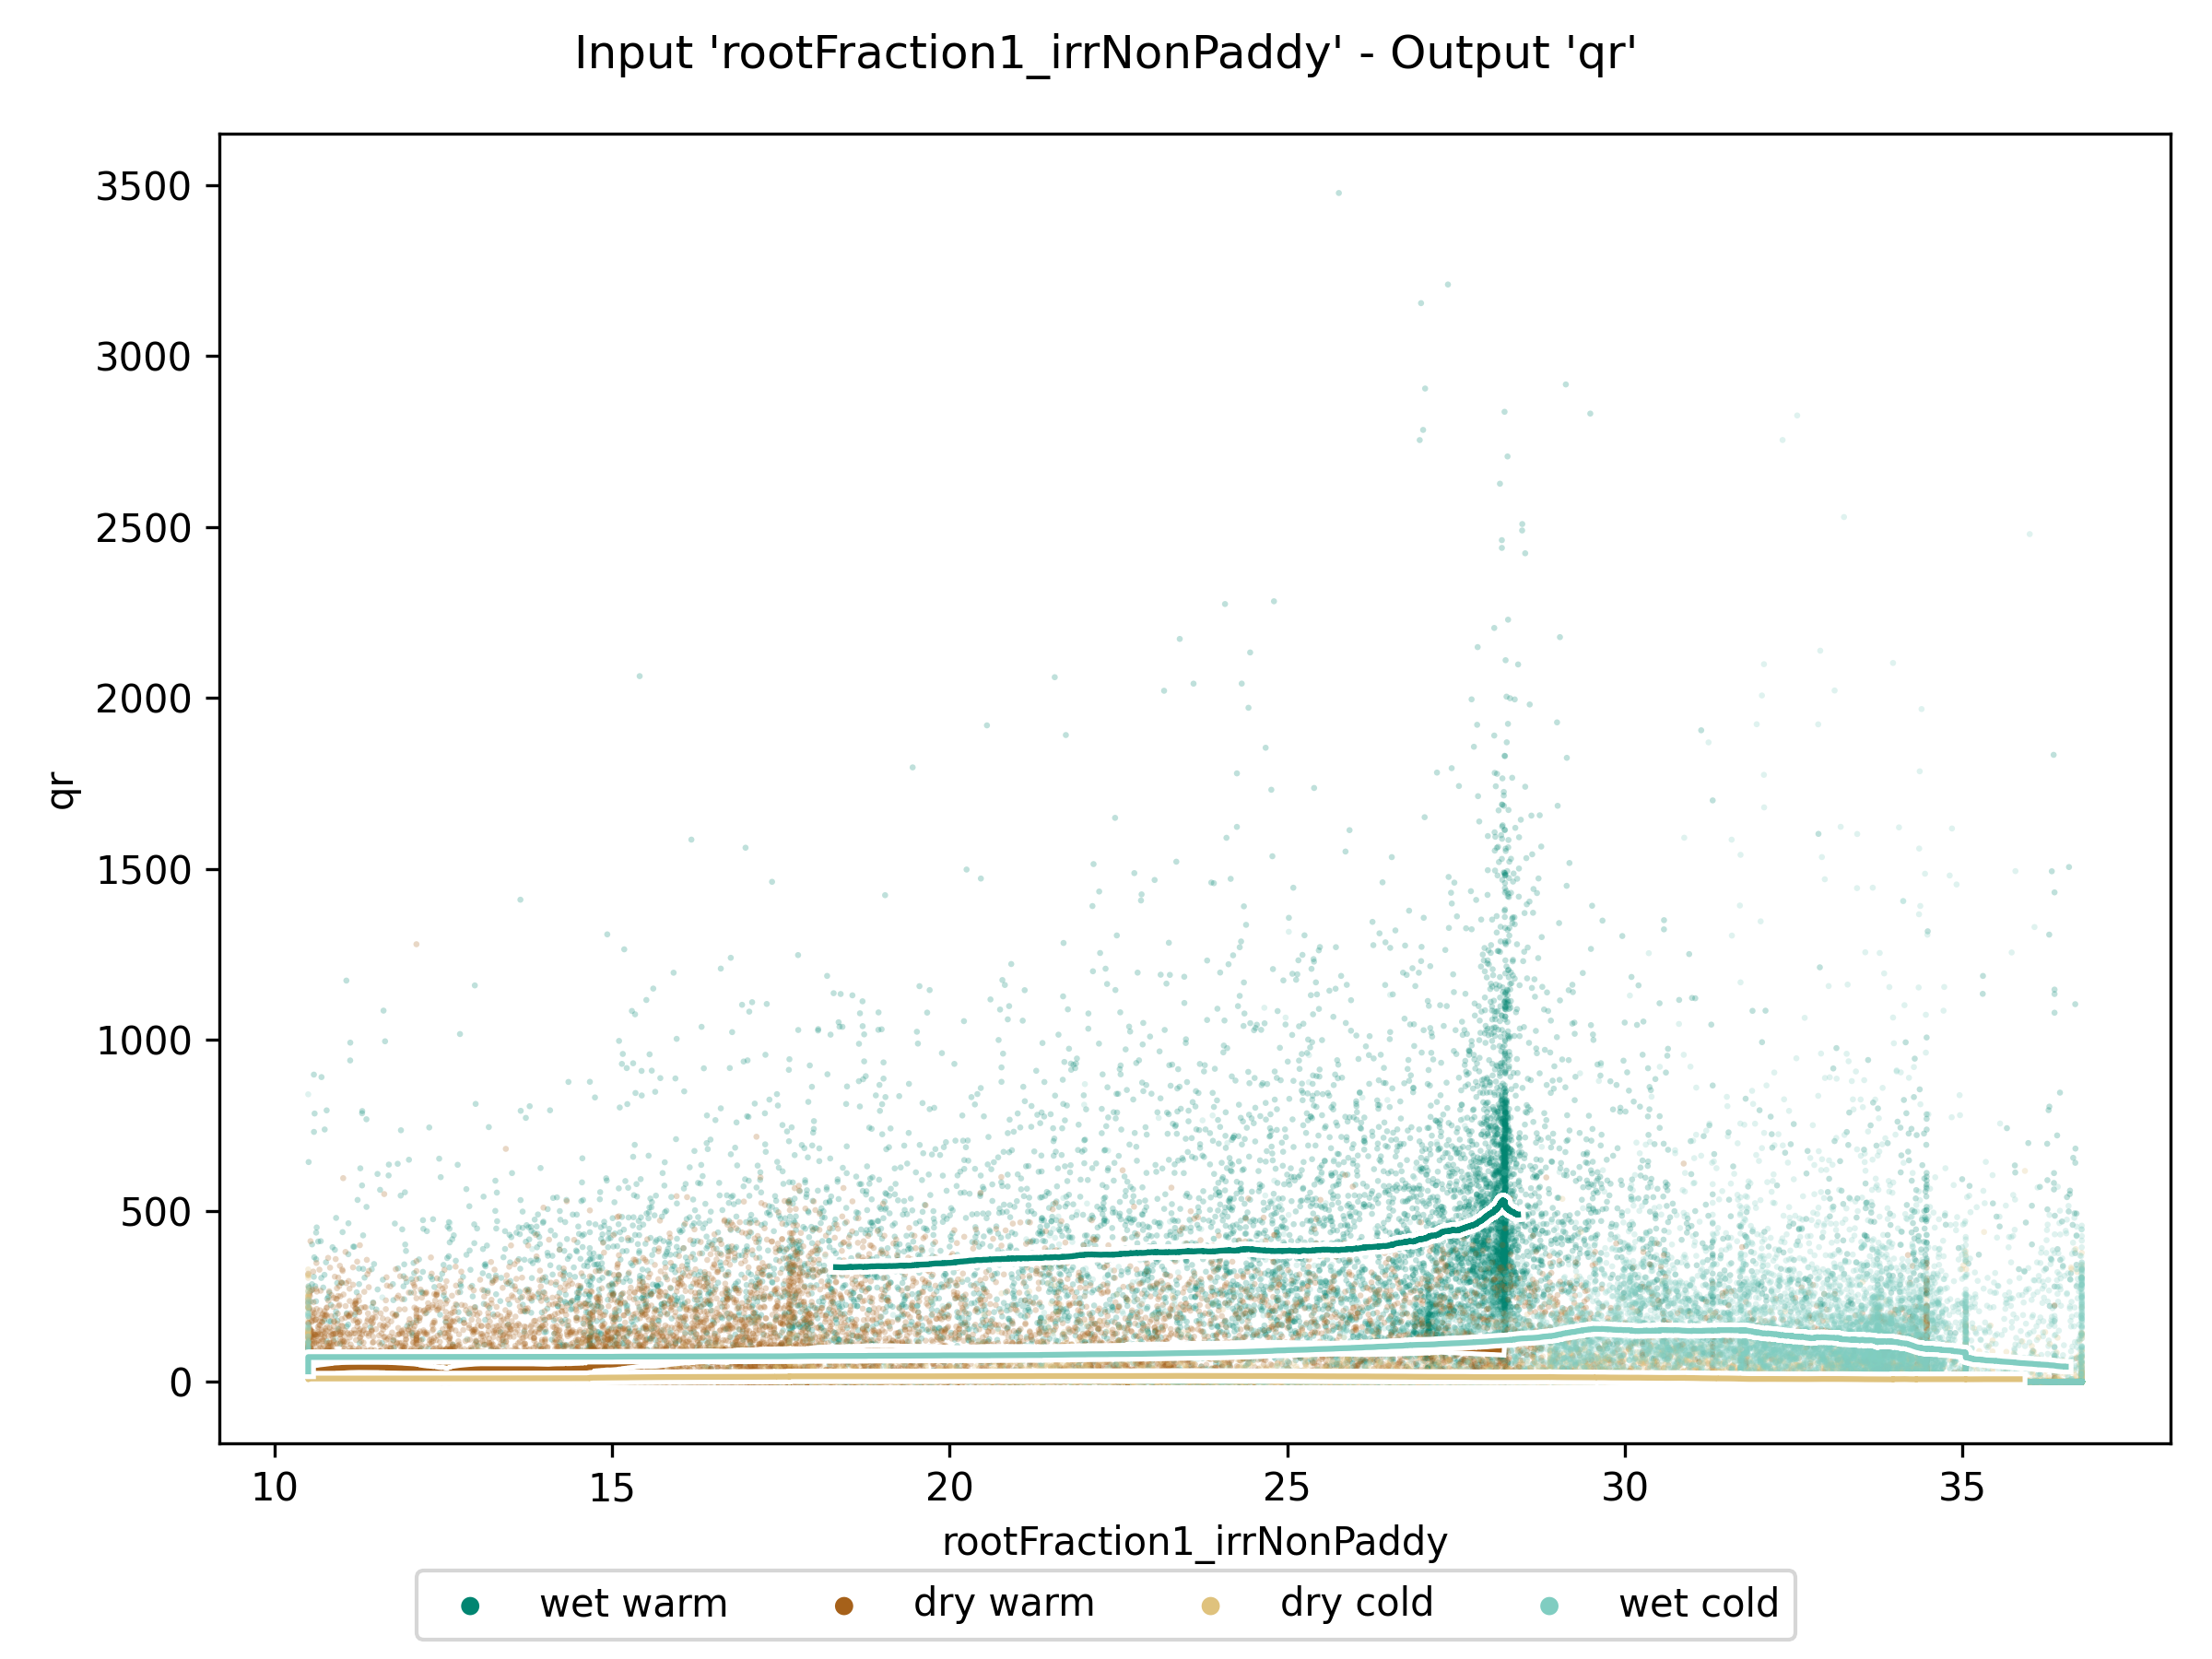 Input 'rootFraction1_irrNonPaddy' - Output 'qr'
3500
3000
2500
2000
1500
1000
500
0
qr
10 15 20 25 30 35
rootFraction1_irrNonPaddy
wet warm dry warm dry cold wet cold